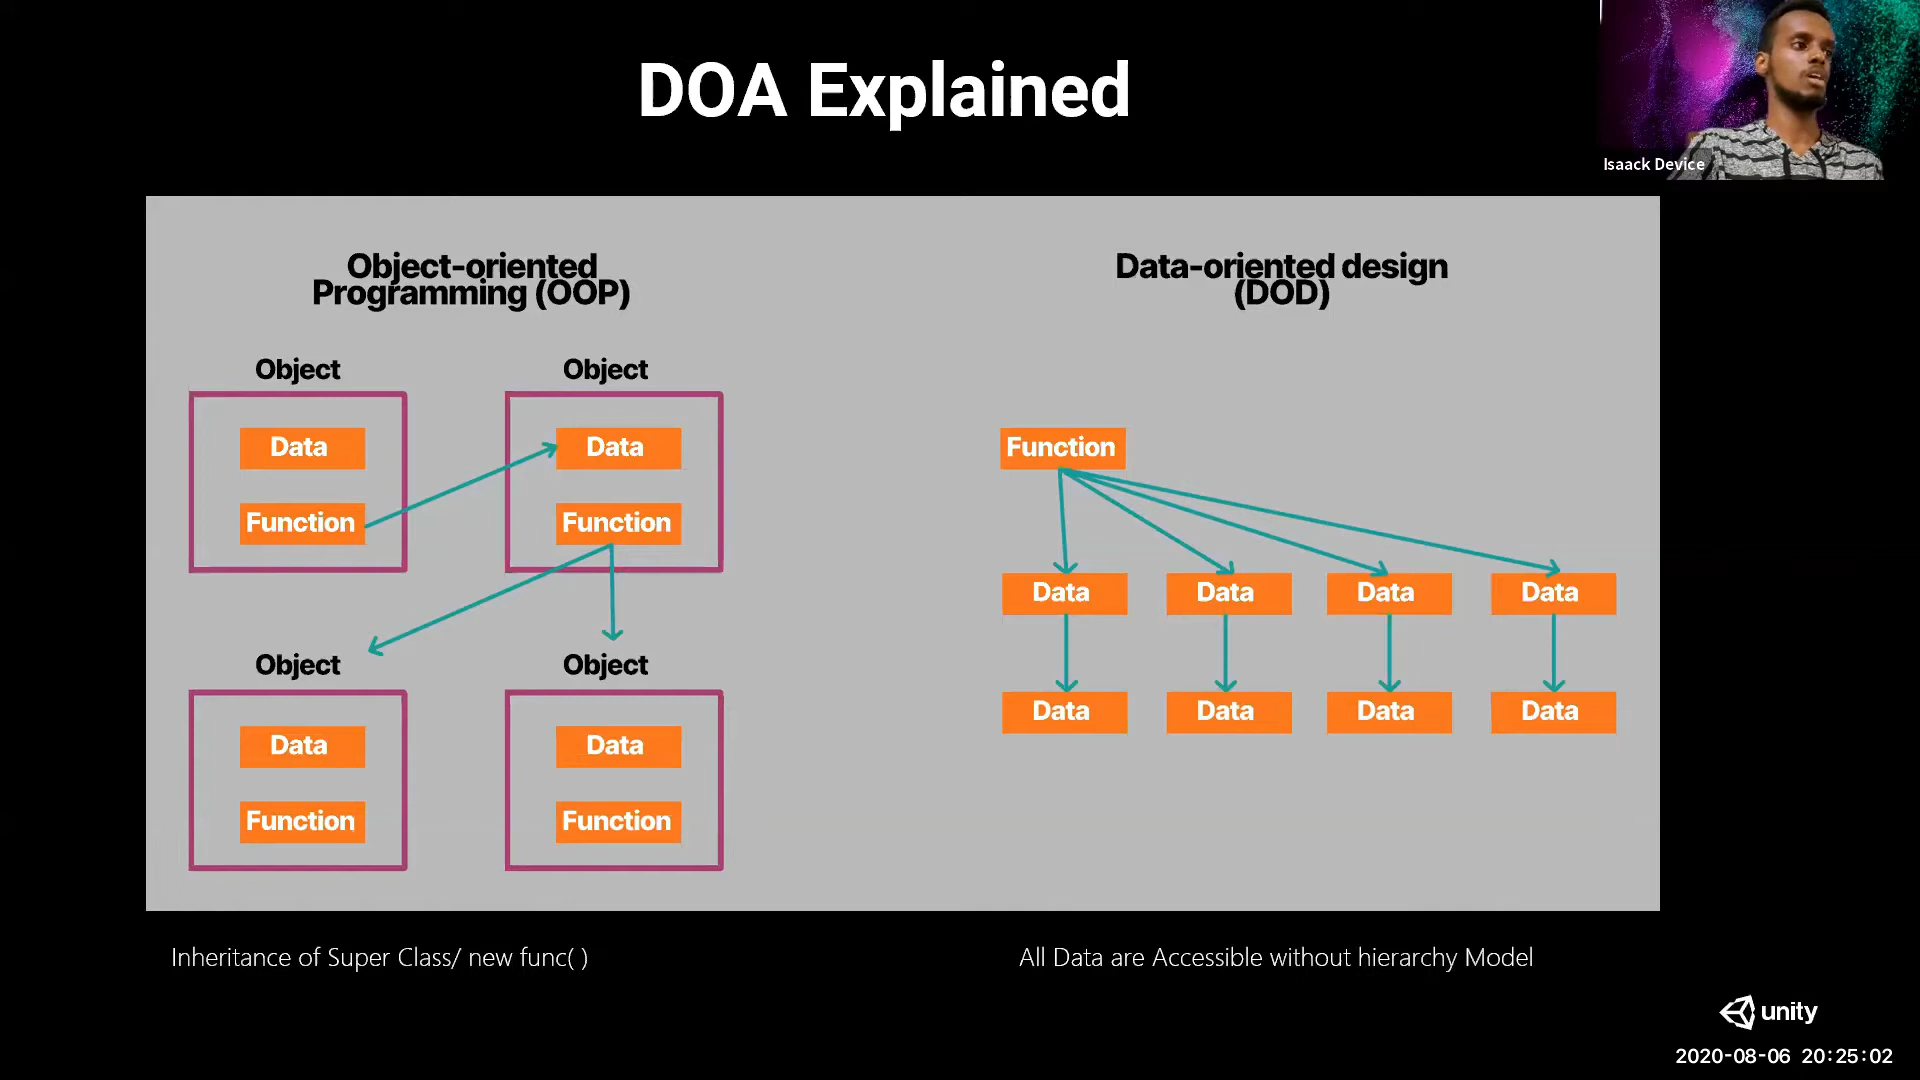 DOA Explained
Isaack Device
Object-oriented
Programming (OOP)
Data-oriented design
(DOD)
Object
Object
Data
Data
Function
Function
Function
Object
Object
Data
Data
Data
Data
Data
Data
Data
Data
Data
Data
Function
Function
Inheritance of Super Class/ new func( )
All Data are Accessible without hierarchy Model
unity
2020-08-06 20:25:02